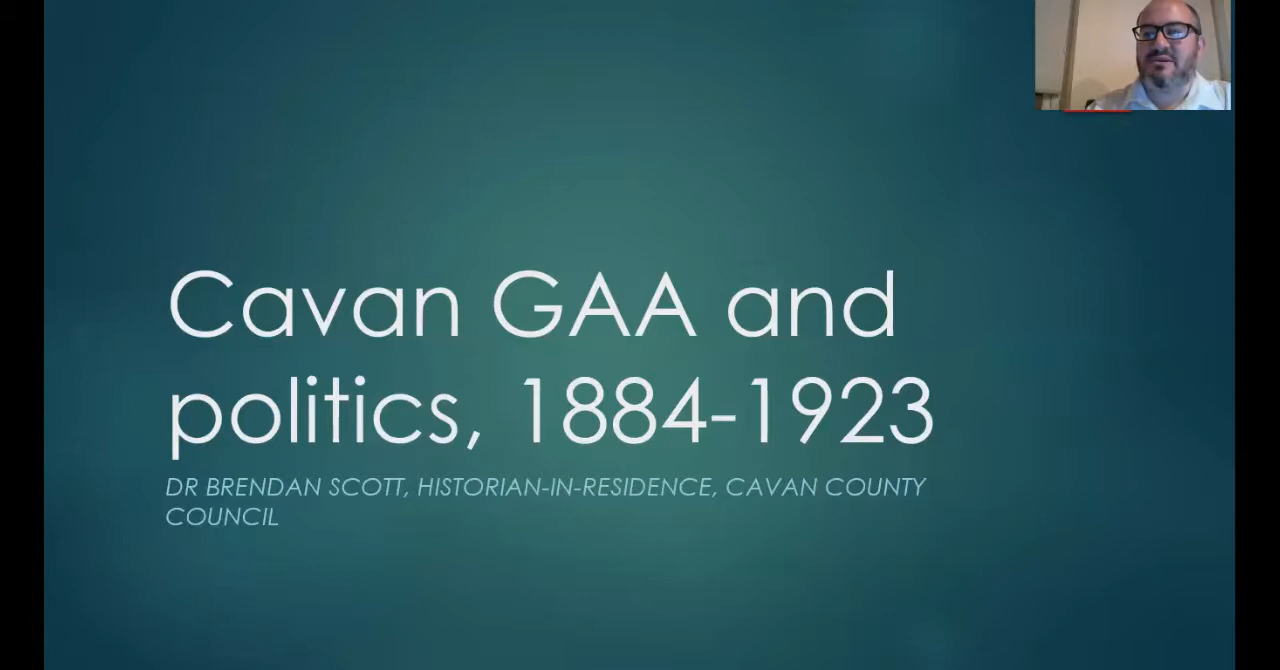 Cavan GAA and
politics, 1884-1923
DR BRENDAN SCOTT, HISTORIAN-IN-RESIDENCE, CAVAN COUNTY
COUNCIL